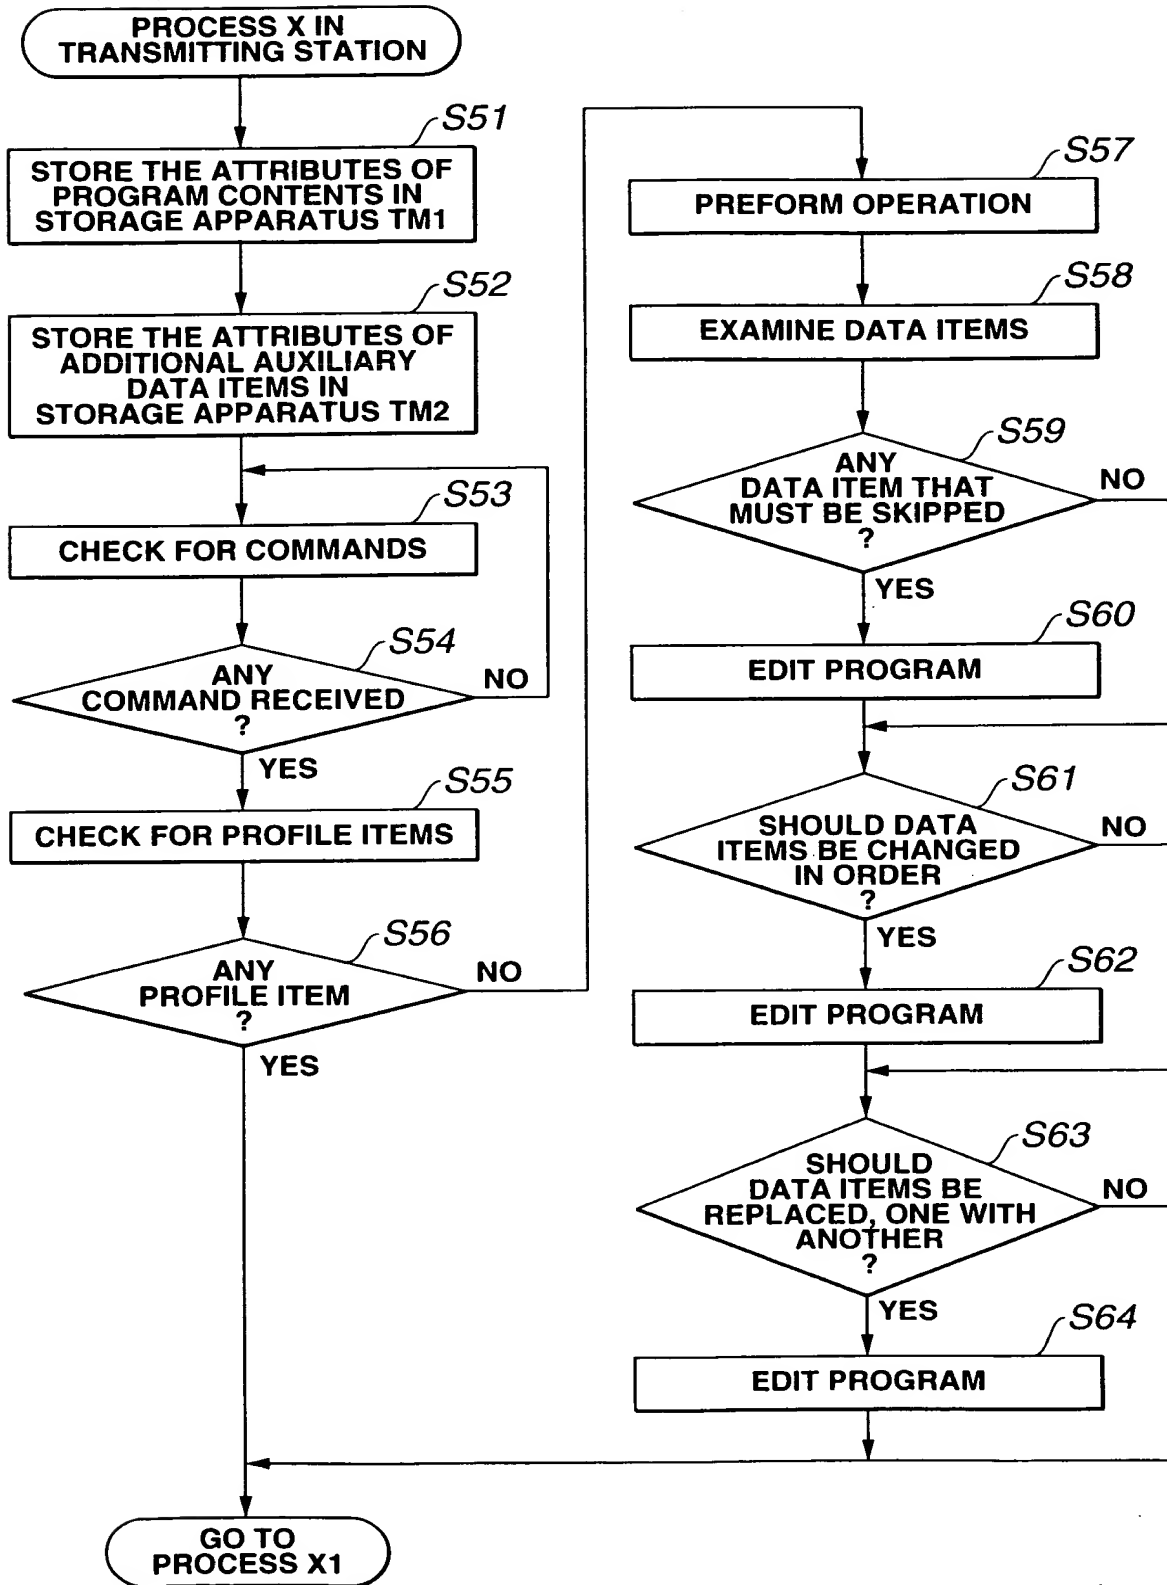 PROCESS X IN
TRANSMITTING STATION
S51
STORE THE ATTRIBUTES OF
PROGRAM CONTENTS IN
STORAGE APPARATUS TM1
S52
STORE THE ATTRIBUTES OF
ADDITIONAL AUXILIARY
DATA ITEMS IN
STORAGE APPARATUS TM2
S53
CHECK FOR COMMANDS
S54
ANY
COMMAND RECEIVED
?
NO
YES
S55
CHECK FOR PROFILE ITEMS
S56
ANY
PROFILE ITEM
?
NO
YES
S57
PREFORM OPERATION
S58
EXAMINE DATA ITEMS
S59
ANY
DATA ITEM THAT
MUST BE SKIPPED
?
NO
YES
S60
EDIT PROGRAM
S61
SHOULD DATA
ITEMS BE CHANGED
IN ORDER
?
NO
YES
S62
EDIT PROGRAM
S63
SHOULD
DATA ITEMS BE
REPLACED, ONE WITH
ANOTHER
?
NO
YES
S64
EDIT PROGRAM
GO TO
PROCESS X1